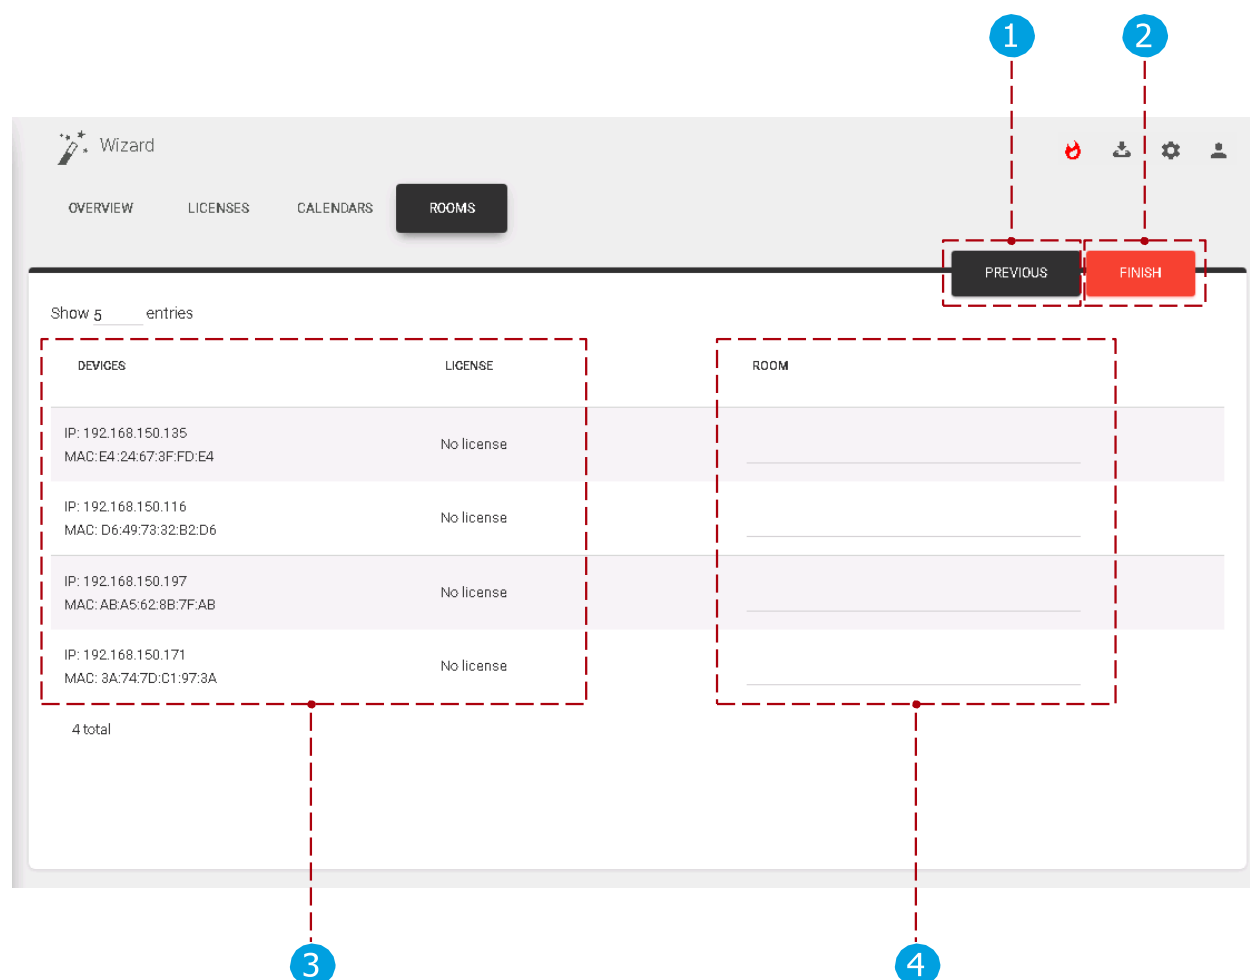 1 2
Wizard
OVERVIEW LICENSES CALENDARS ROOMS
PREVIOUS FINISH
Show 5 entries
DEVICES LICENSE ROOM
IP: 192.168.150.135
MAC:E4:24:67:3F:FD:E4
No license
IP: 192.168.150.116
MAC: D6:49:73:32:B2:D6
No license
IP: 192.168.150.197
MAC: AB:A5:62:8B:7F:AB
No license
IP: 192.168.150.171
MAC: 3A:74:7D:C1:97:3A
No license
4 total
3 4